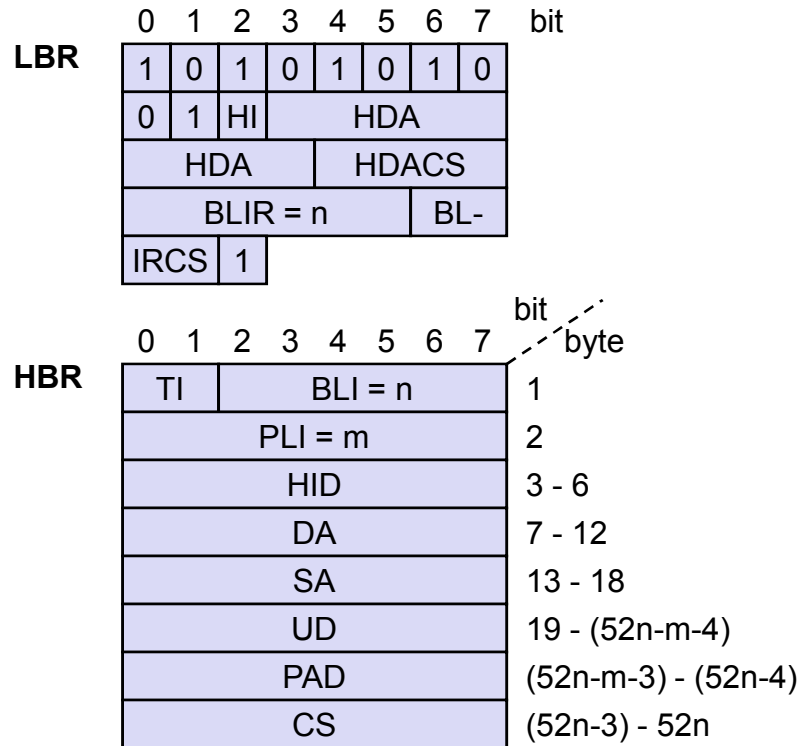 0 1 2 3 4 5 6 7 bit
LBR 1 0 1 0 1 0 1 0
0 1 HI HDA
HDA HDACS
BLIR = n BL-
IRCS 1
bit
0 1 2 3 4 5 6 7 byte
HBR TI BLI = n 1
PLI = m 2
HID 3 - 6
DA 7 - 12
SA 13 - 18
UD 19 - (52n-m-4)
PAD (52n-m-3) - (52n-4)
CS (52n-3) - 52n